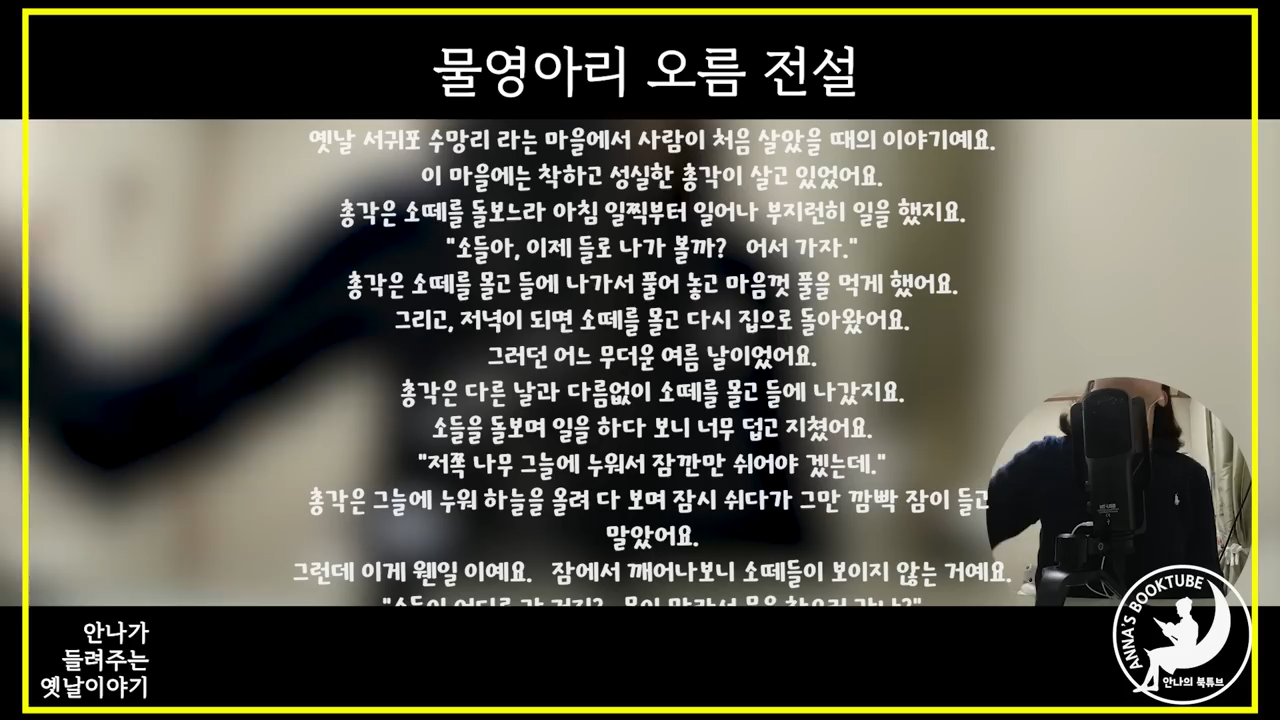 물영아리 오름 전설
옛날 서귀포 수망리 라는 마을에서 사람이 처음 살았을 때의 이야기예요.
이 마을에는 착하고 성실한 총각이 살고 있었어요.
총각은 소떼를 돌보느라 아침 일찍부터 일어나 부지런히 일을 했지요.
"소들아, 이제 들로 나가 볼까? 어서 가자."
총각은 소떼를 몰고 들에 나가서 풀어 놓고 마음껏 풀을 먹게 했어요.
그리고, 저녁이 되면 소떼를 몰고 다시 집으로 돌아왔어요.
그러던 어느 무더운 여름 날이었어요.
총각은 다른 날과 다름없이 소떼를 몰고 들에 나갔지요.
소들을 돌보며 일을 하다 보니 너무 덥고 지쳤어요.
"저쪽 나무 그늘에 누워서 잠깐만 쉬어야 겠는데."
총각은 그늘에 누워 하늘을 올려 다 보며 잠시 쉬다가 그만 깜빡 잠이 들고
말았어요.
그런데 이게 웬일 이예요. 잠에서 깨어나보니 소떼들이 보이지 않는 거예요.
안나가
들려주는
옛날이야기
ANNA'S BOOKTUBE
안나의 북튜브